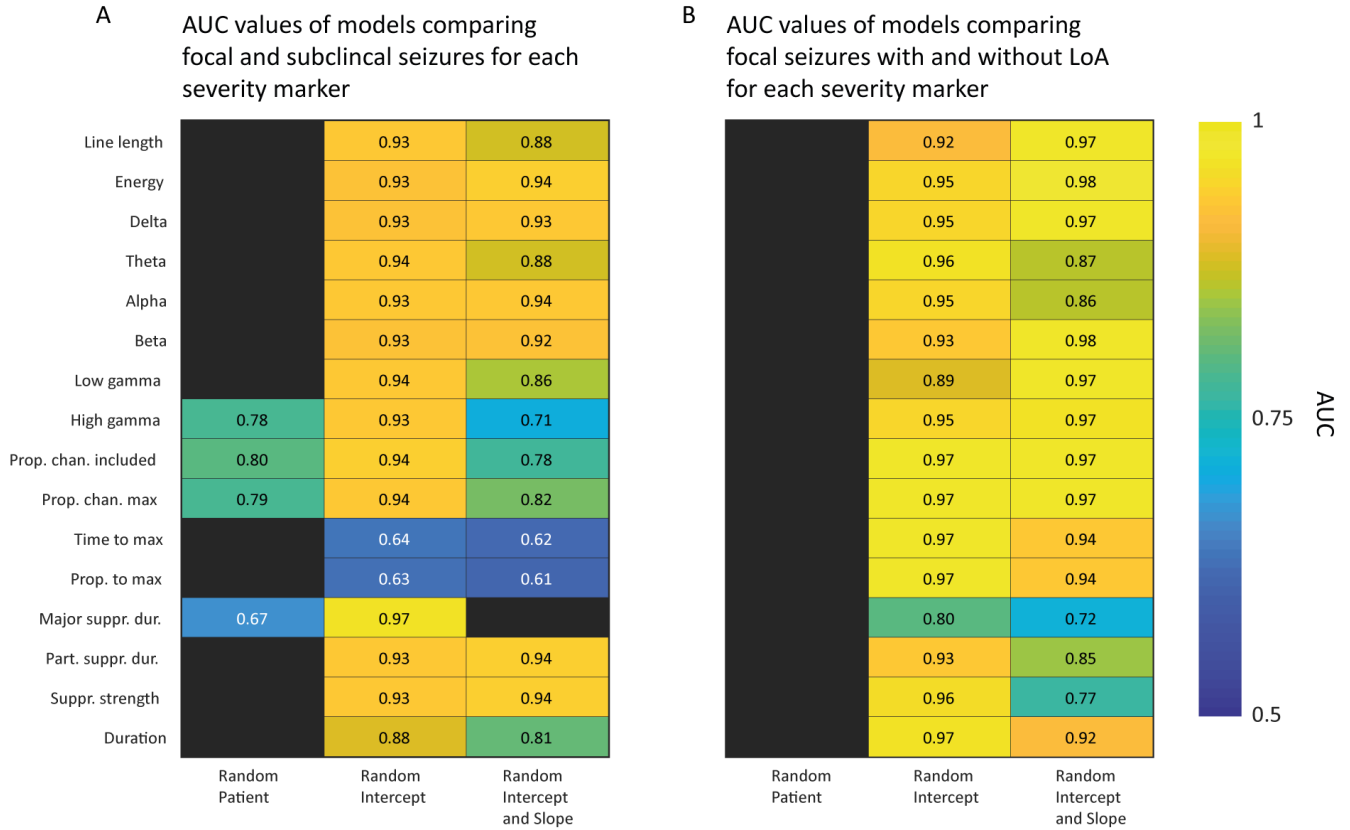 A
AUC values of models comparing
focal and subclincal seizures for each
severity marker
B
AUC values of models comparing
focal seizures with and without LoA
for each severity marker
Line length 0.93 0.88 0.92 0.97
Energy 0.93 0.94 0.95 0.98
Delta 0.93 0.93 0.95 0.97
Theta 0.94 0.88 0.96 0.87
Alpha 0.93 0.94 0.95 0.86
Beta 0.93 0.92 0.93 0.98
Low gamma 0.94 0.86 0.89 0.97
High gamma 0.78 0.93 0.71 0.95 0.97
Prop. chan. included 0.80 0.94 0.78 0.97 0.97
Prop. chan. max 0.79 0.94 0.82 0.97 0.97
Time to max 0.64 0.62 0.97 0.94
Prop. to max 0.63 0.61 0.97 0.94
Major suppr. dur. 0.67 0.97 0.80 0.72
Part. suppr. dur. 0.93 0.94 0.93 0.85
Suppr. strength 0.93 0.94 0.96 0.77
Duration 0.88 0.81 0.97 0.92
Random
Patient
Random
Intercept
Random
Intercept
and Slope
Random
Patient
Random
Intercept
Random
Intercept
and Slope
1
0.75
0.5
AUC